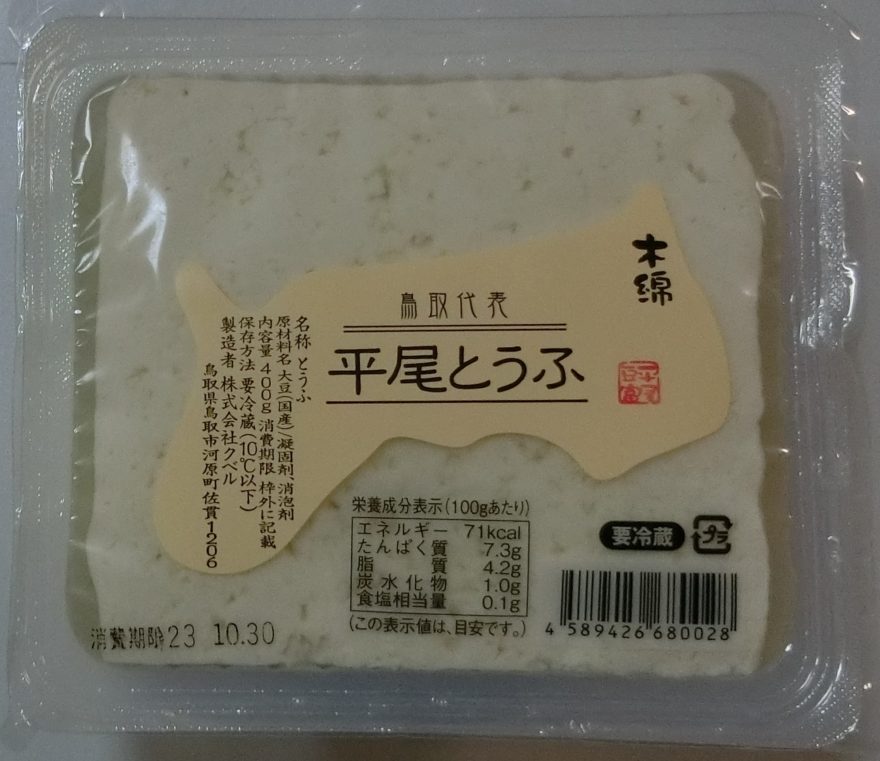 木綿
鳥取代表
平尾とうふ
平尾
豆富
名称 とうふ
原材料名 大豆(国産)/凝固剤、消泡剤
内容量 400g 消費期限 枠外に記載
保存方法 要冷蔵(10℃以下)
製造者 株式会社クベル
鳥取県鳥取市河原町佐貫1206
栄養成分表示(100gあたり)
エネルギー 71kcal
たんぱく質 7.3g
脂質 4.2g
炭水化物 1.0g
食塩相当量 0.1g
(この表示値は、目安です。)
要冷蔵
プラ
4 589426 680028
消費期限23 10.30